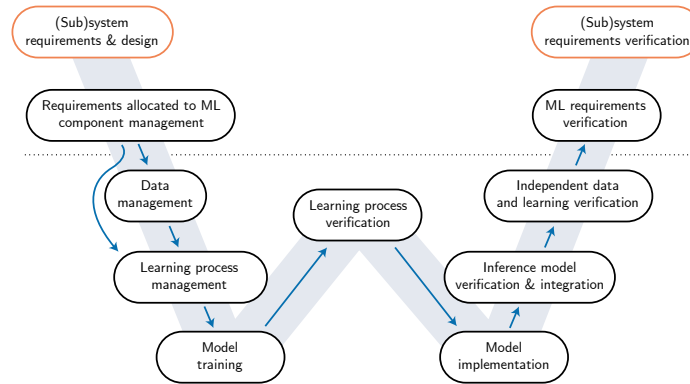 (Sub)system
requirements & design
(Sub)system
requirements verification
Requirements allocated to ML
component management
ML requirements
verification
Data
management
Independent data
and learning verification
Learning process
verification
Learning process
management
Inference model
verification & integration
Model
training
Model
implementation